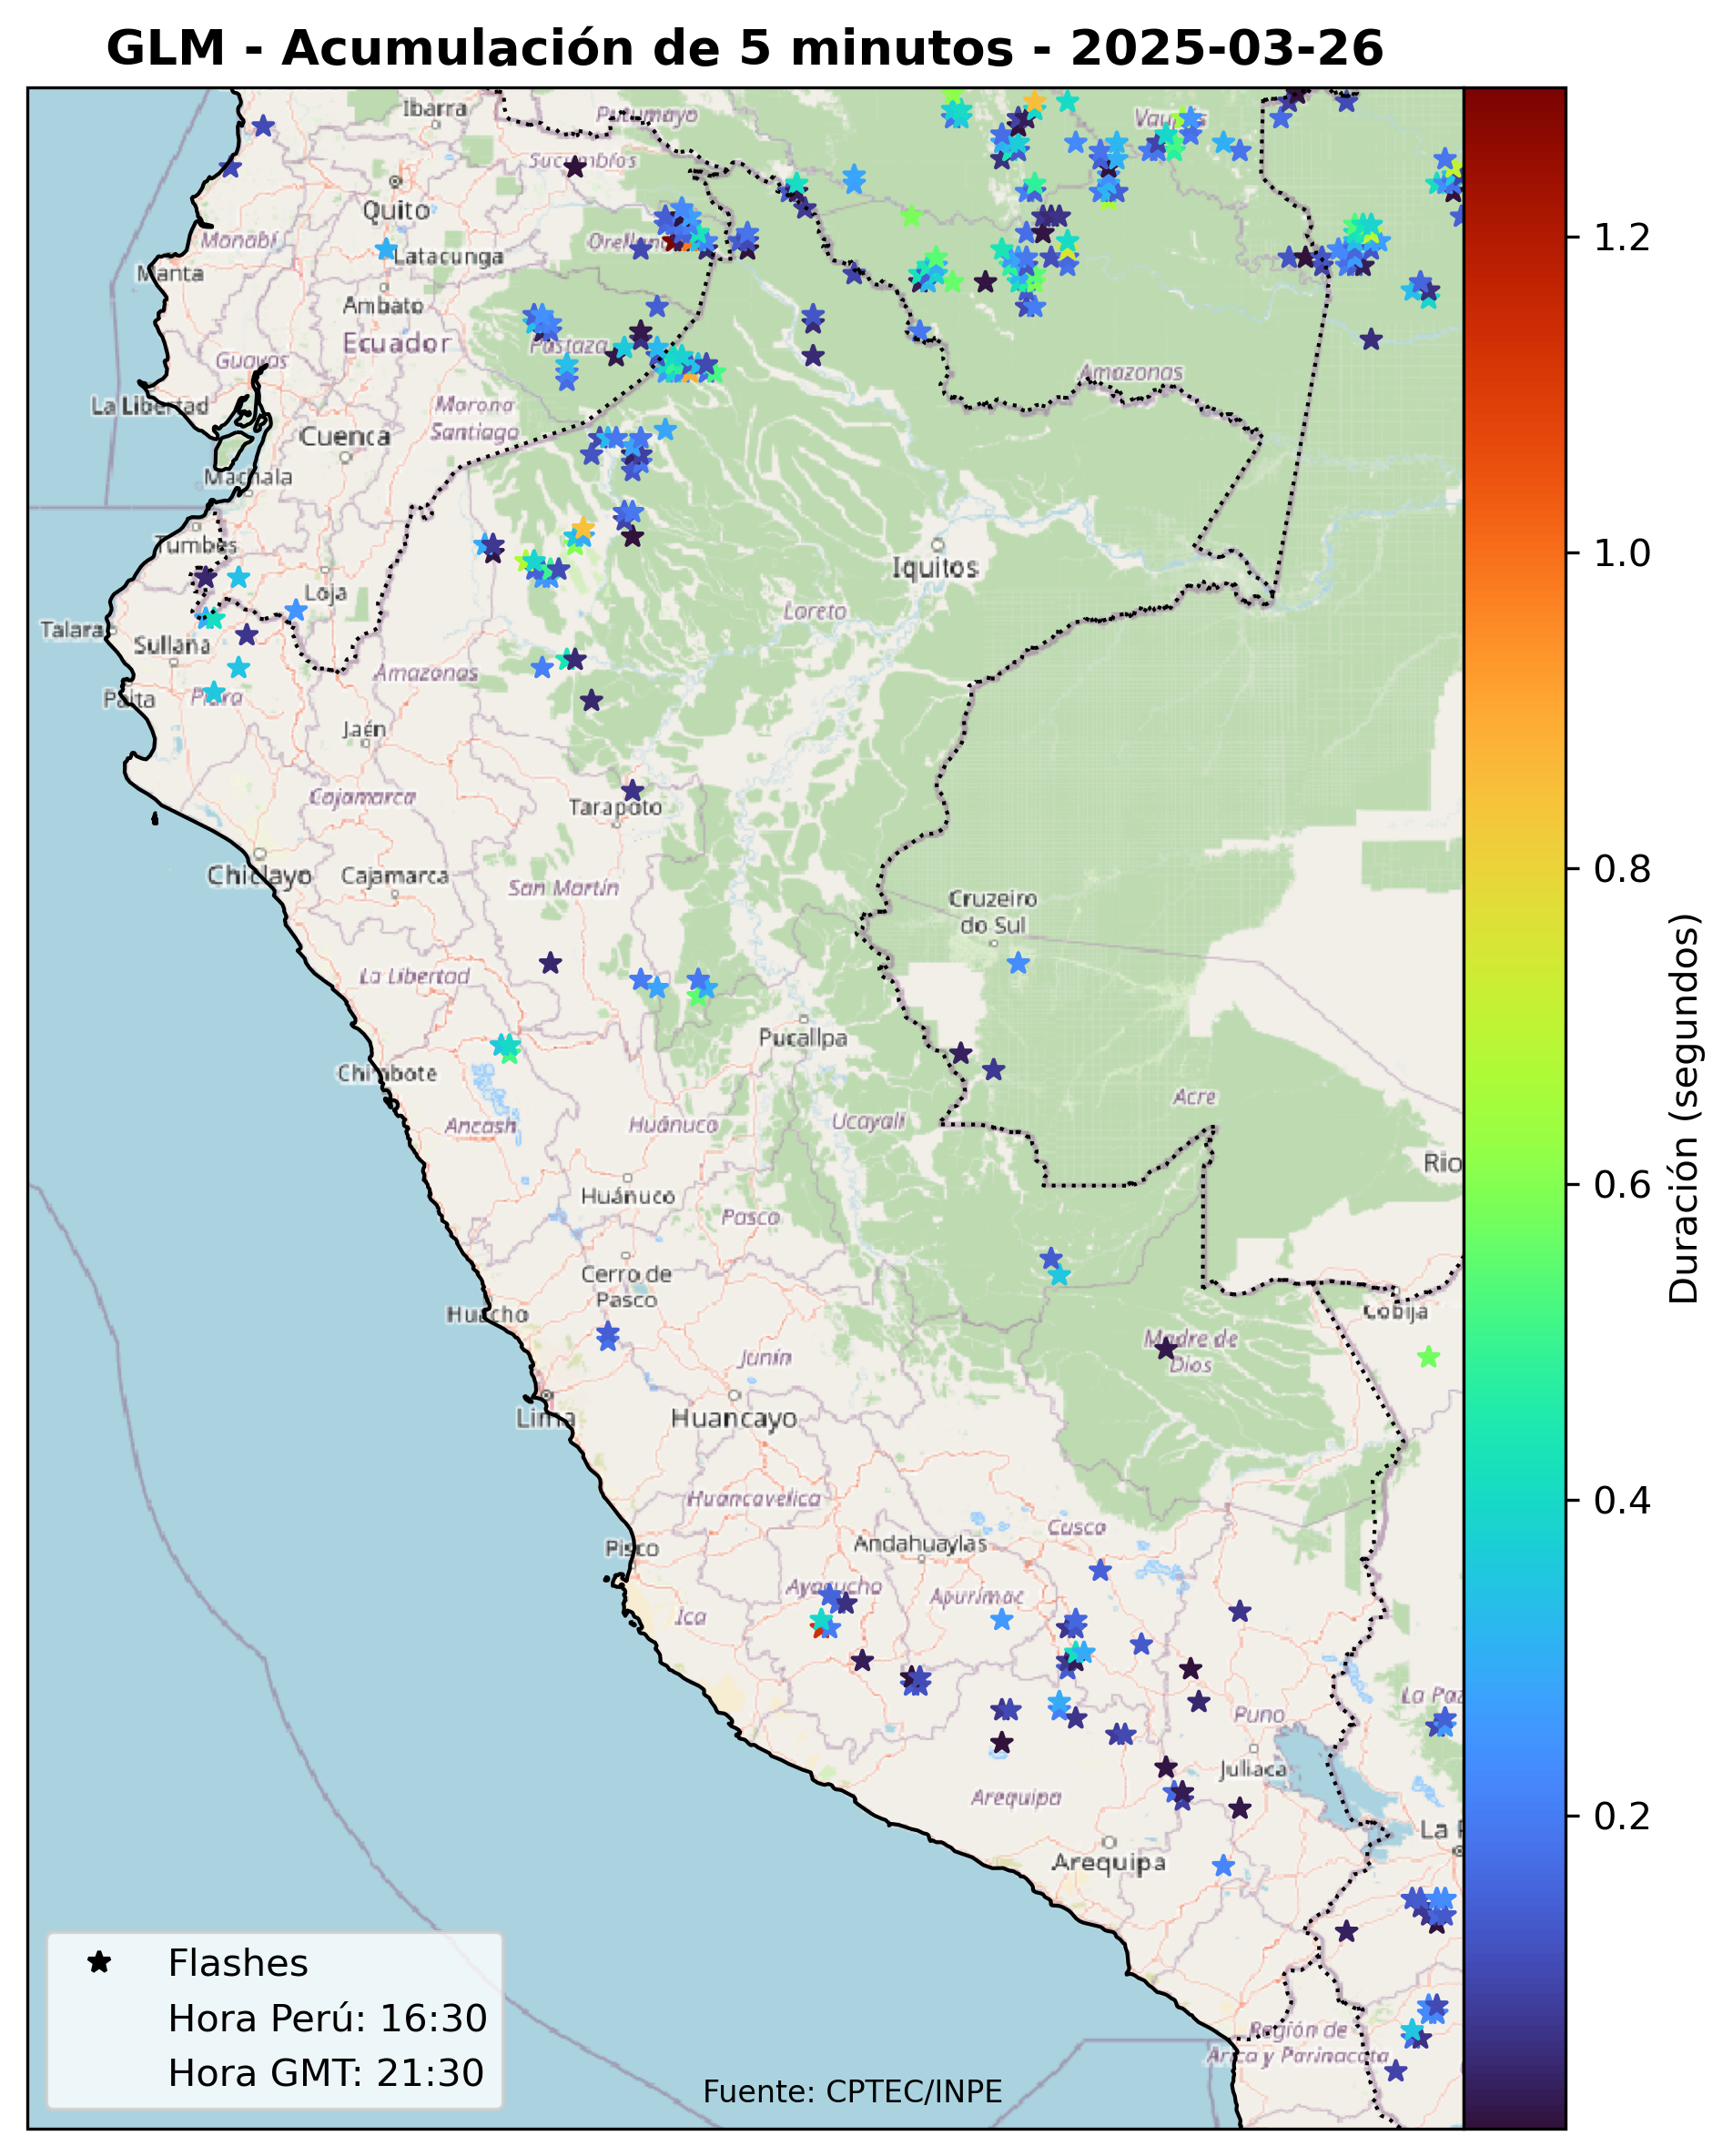 GLM - Acumulación de 5 minutos - 2025-03-26
Ibarra
Putumayo
Vaupés
Sucumbíos
Quito
Manabí
Orellana
Latacunga
Manta
Ambato
Ecuador
Pastaza
Guayas
Amazonas
La Libertad
Morona
Santiago
Cuenca
Machala
Tumbes
Iquitos
Loja
Loreto
Talara
Sullana
Amazonas
Paita
Piura
Jaén
Cajamarca
Tarapoto
Chiclayo
Cajamarca
San Martín
Cruzeiro
do Sul
La Libertad
Pucallpa
Chimbote
Acre
Ancash
Huánuco
Ucayali
Rio
Huánuco
Pasco
Cerro de
Pasco
Huacho
Cobija
Madre de
Dios
Junín
Lima
Huancayo
Huancavelica
Cusco
Pisco
Andahuaylas
Ayacucho
Apurímac
Ica
La Paz
Puno
Juliaca
Arequipa
La P
Arequipa
Región de
Arica y Parinacota
Flashes
Hora Perú: 16:30
Hora GMT: 21:30
Fuente: CPTEC/INPE
1.2
1.0
0.8
0.6
0.4
0.2
Duración (segundos)